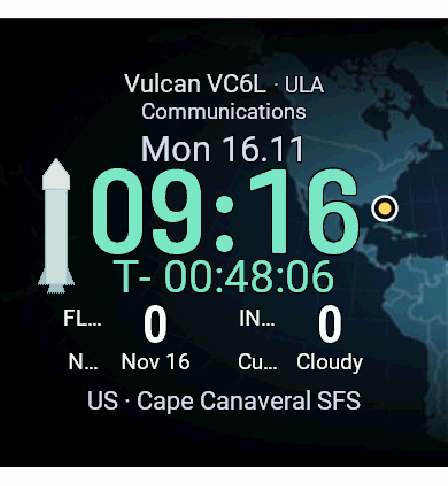 Vulcan VC6L · ULA
Communications
Mon 16.11
09:16
T- 00:48:06
FL... 0 IN... 0
N... Nov 16 Cu... Cloudy
US · Cape Canaveral SFS